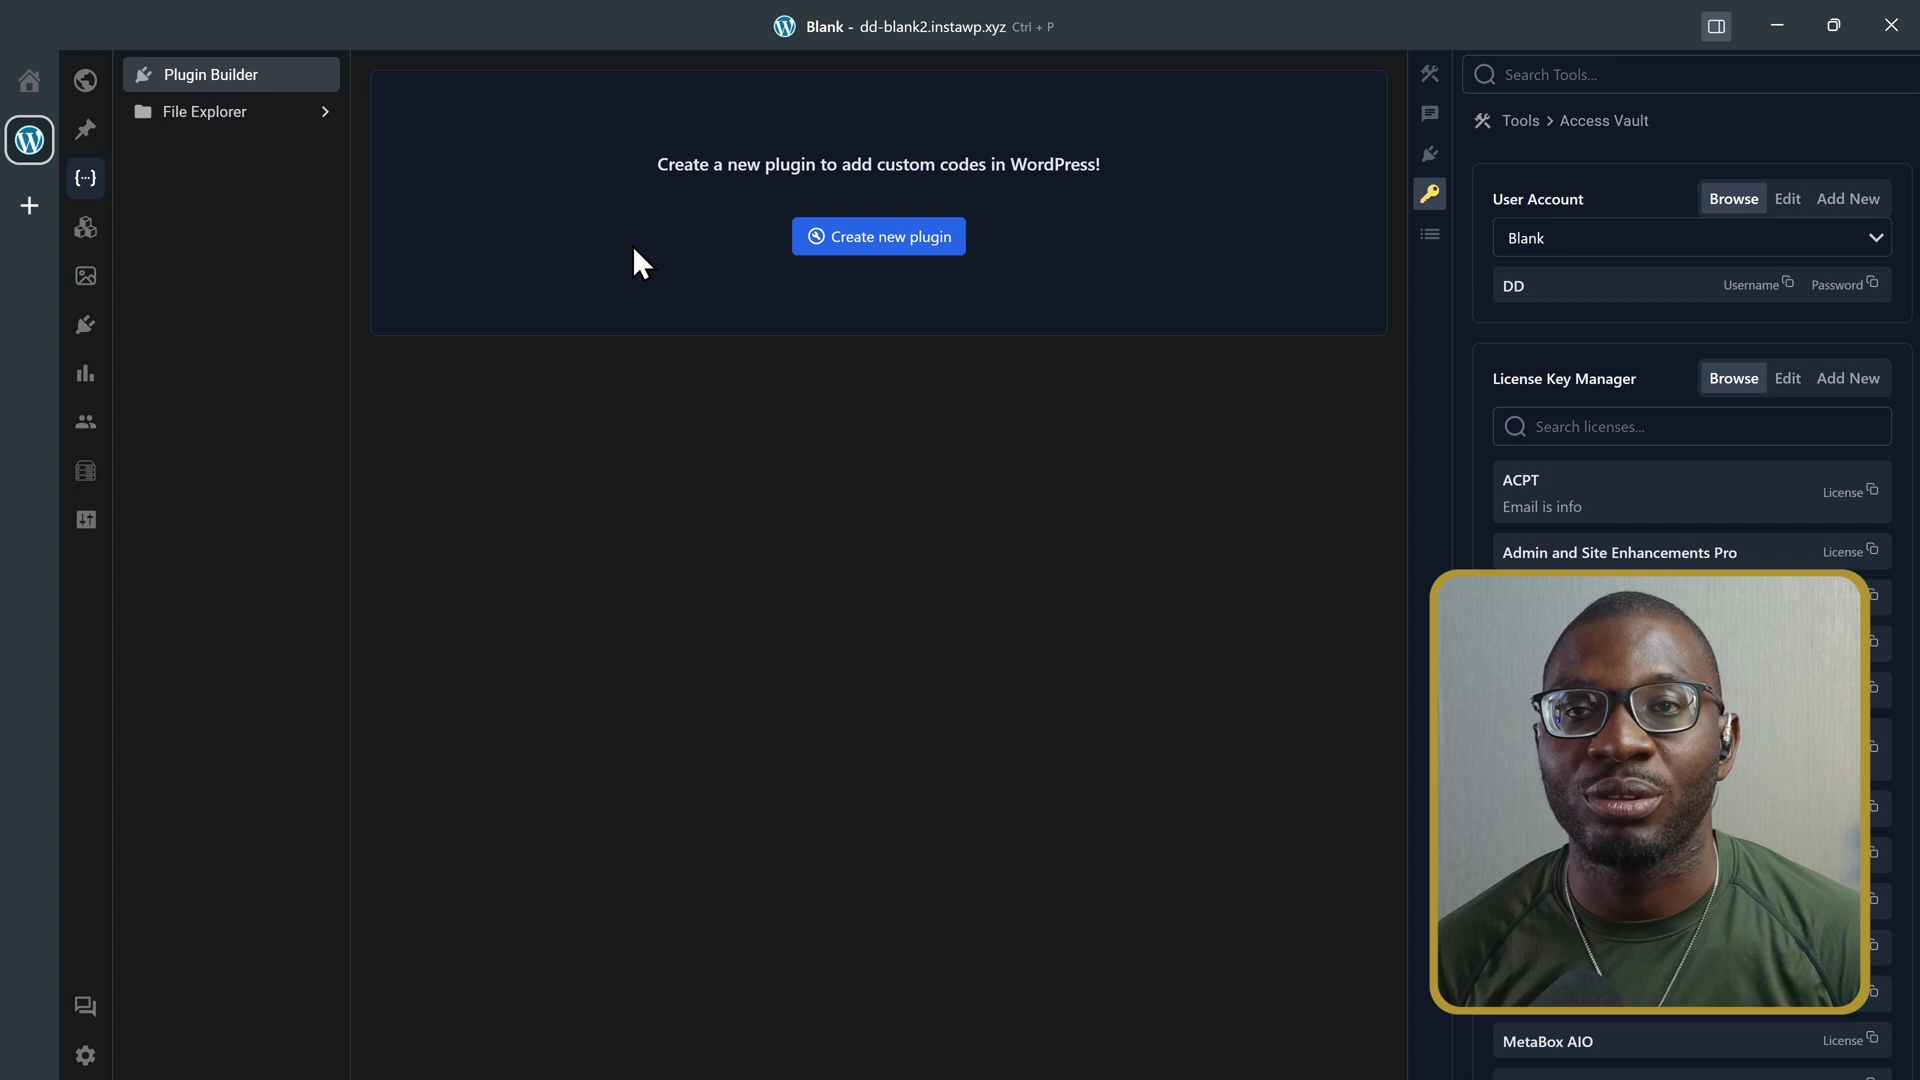 Blank - dd-blank2.instawp.xyz Ctrl + P
Plugin Builder
File Explorer
Create a new plugin to add custom codes in WordPress!
Create new plugin
Search Tools...
Tools > Access Vault
User Account Browse Edit Add New
Blank
DD Username Password
License Key Manager Browse Edit Add New
Search licenses...
ACPT
Email is info
License
Admin and Site Enhancements Pro License
MetaBox AIO License